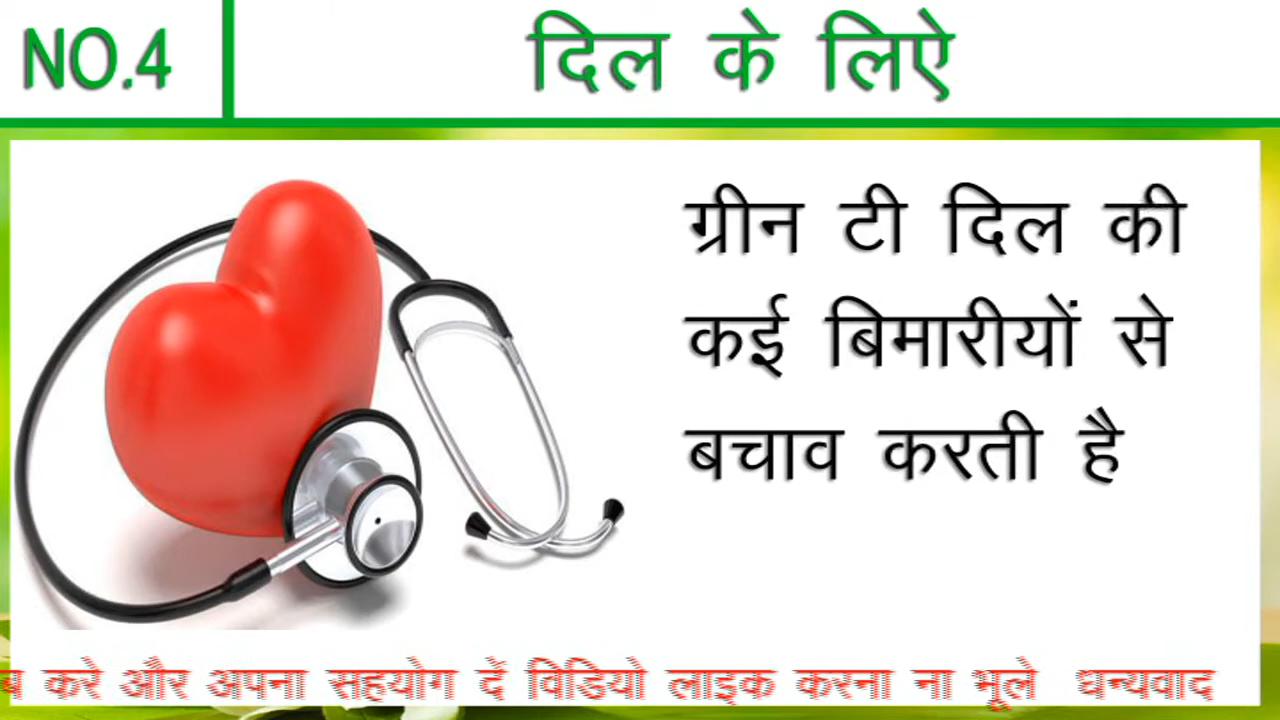 NO.4
दिल के लिऐ
ग्रीन टी दिल की
कई बिमारीयों से
बचाव करती है
करे और अपना सहयोग दें विडियो लाइक करना ना भूले धन्यवाद